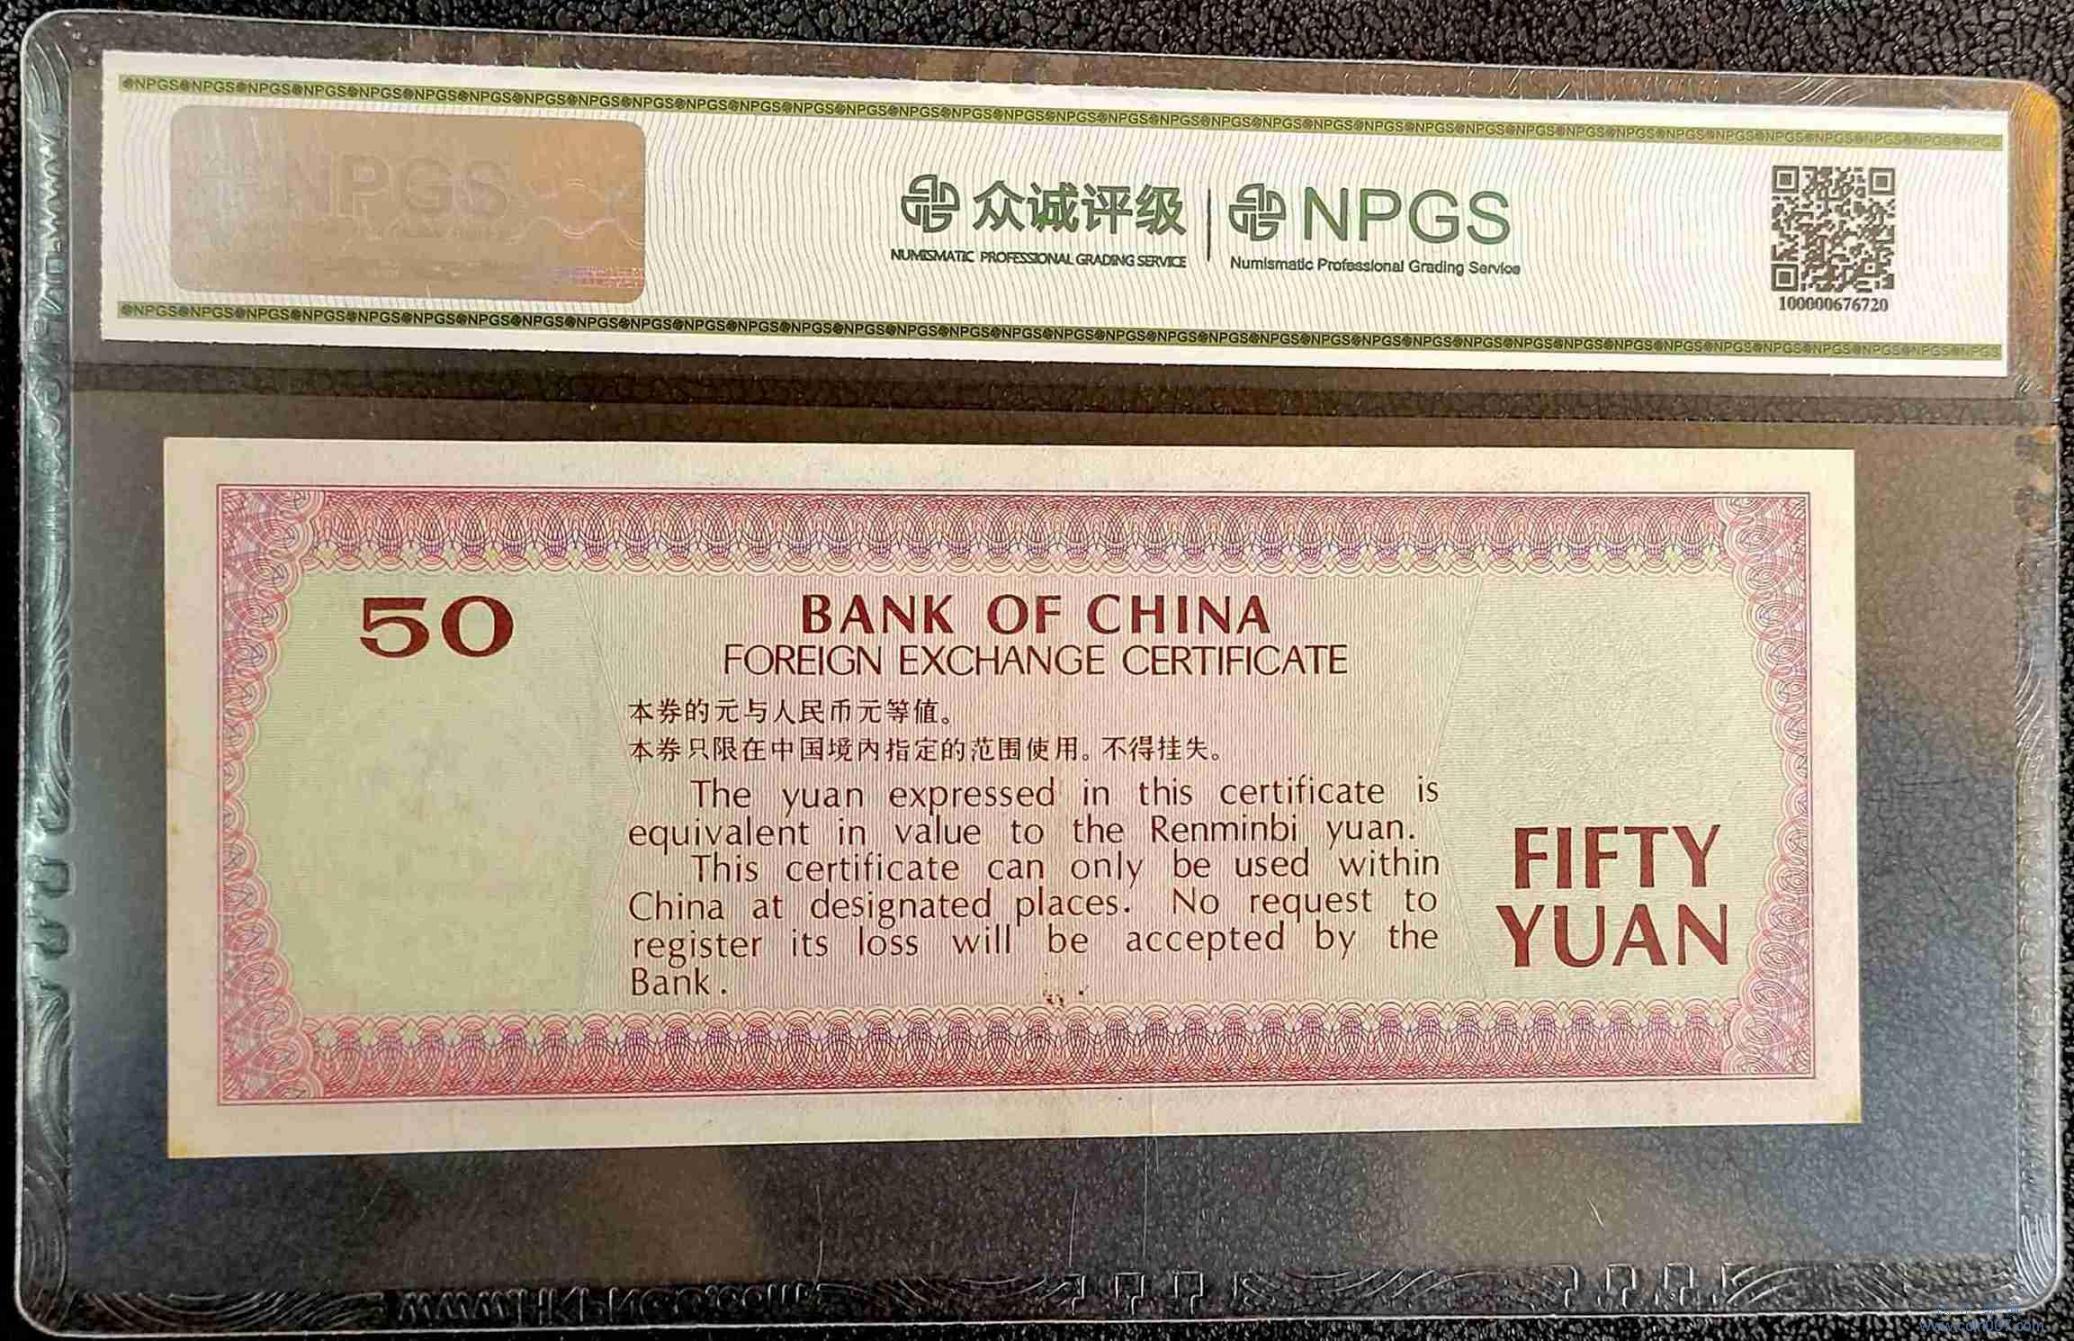 众诚评级
NUMISMATIC PROFESSIONAL GRADING SERVICE
NPGS
Numismatic Professional Grading Service
100000676720
NPGS
50
BANK OF CHINA
FOREIGN EXCHANGE CERTIFICATE
本券的元与人民币元等值。
本券只限在中国境内指定的范围使用。不得挂失。
The yuan expressed in this certificate is
equivalent in value to the Renminbi yuan.
This certificate can only be used within
China at designated places. No request to
register its loss will be accepted by the
Bank.
FIFTY
YUAN